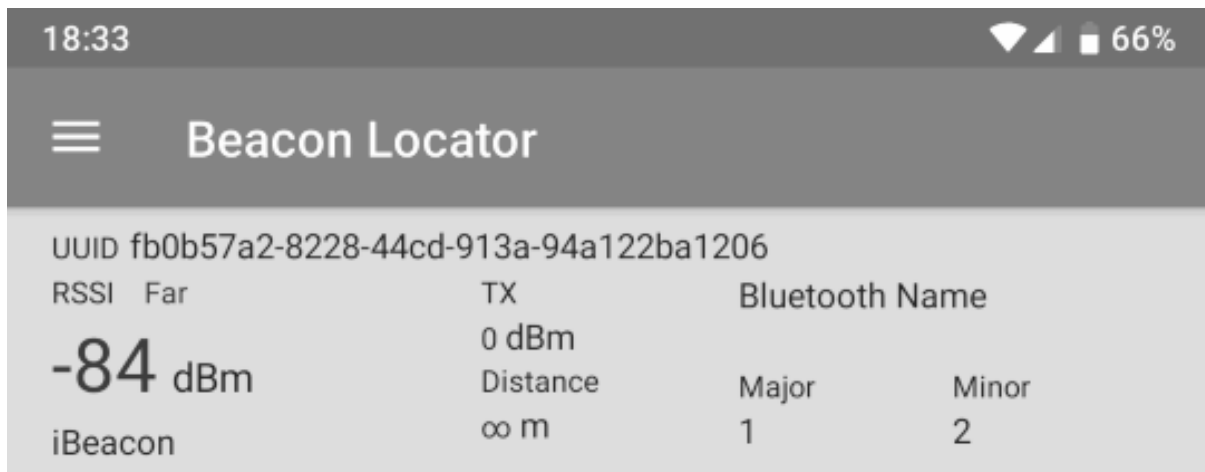 18:33 66%
Beacon Locator
UUID fb0b57a2-8228-44cd-913a-94a122ba1206
RSSI Far TX Bluetooth Name
0 dBm
-84 dBm
Distance Major Minor
iBeacon ∞ m 1 2